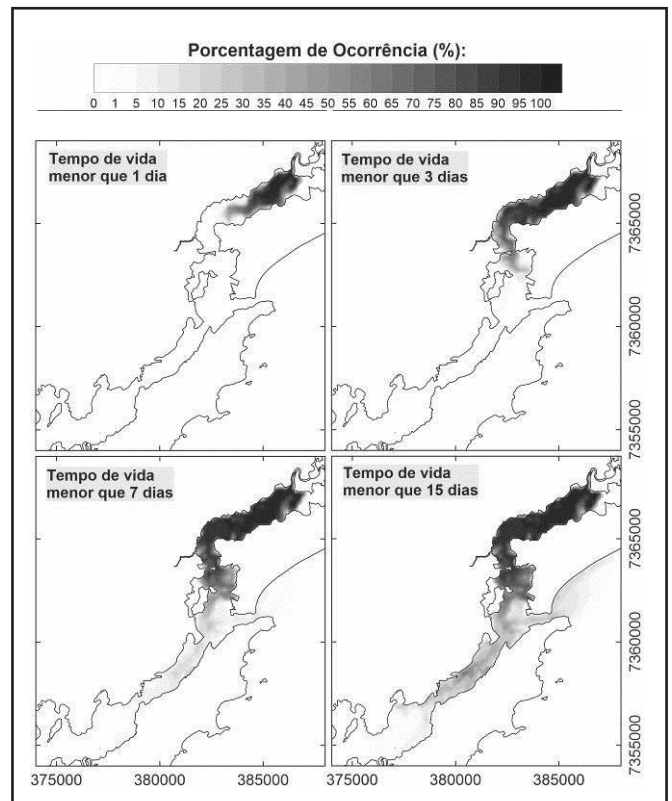 Porcentagem de Ocorrência (%):
0 1 5 10 15 20 25 30 35 40 45 50 55 60 65 70 75 80 85 90 95 100
Tempo de vida
menor que 1 dia
Tempo de vida
menor que 3 dias
7365000
7360000
7355000
Tempo de vida
menor que 7 dias
Tempo de vida
menor que 15 dias
7365000
7360000
7355000
375000 380000 385000 375000 380000 385000